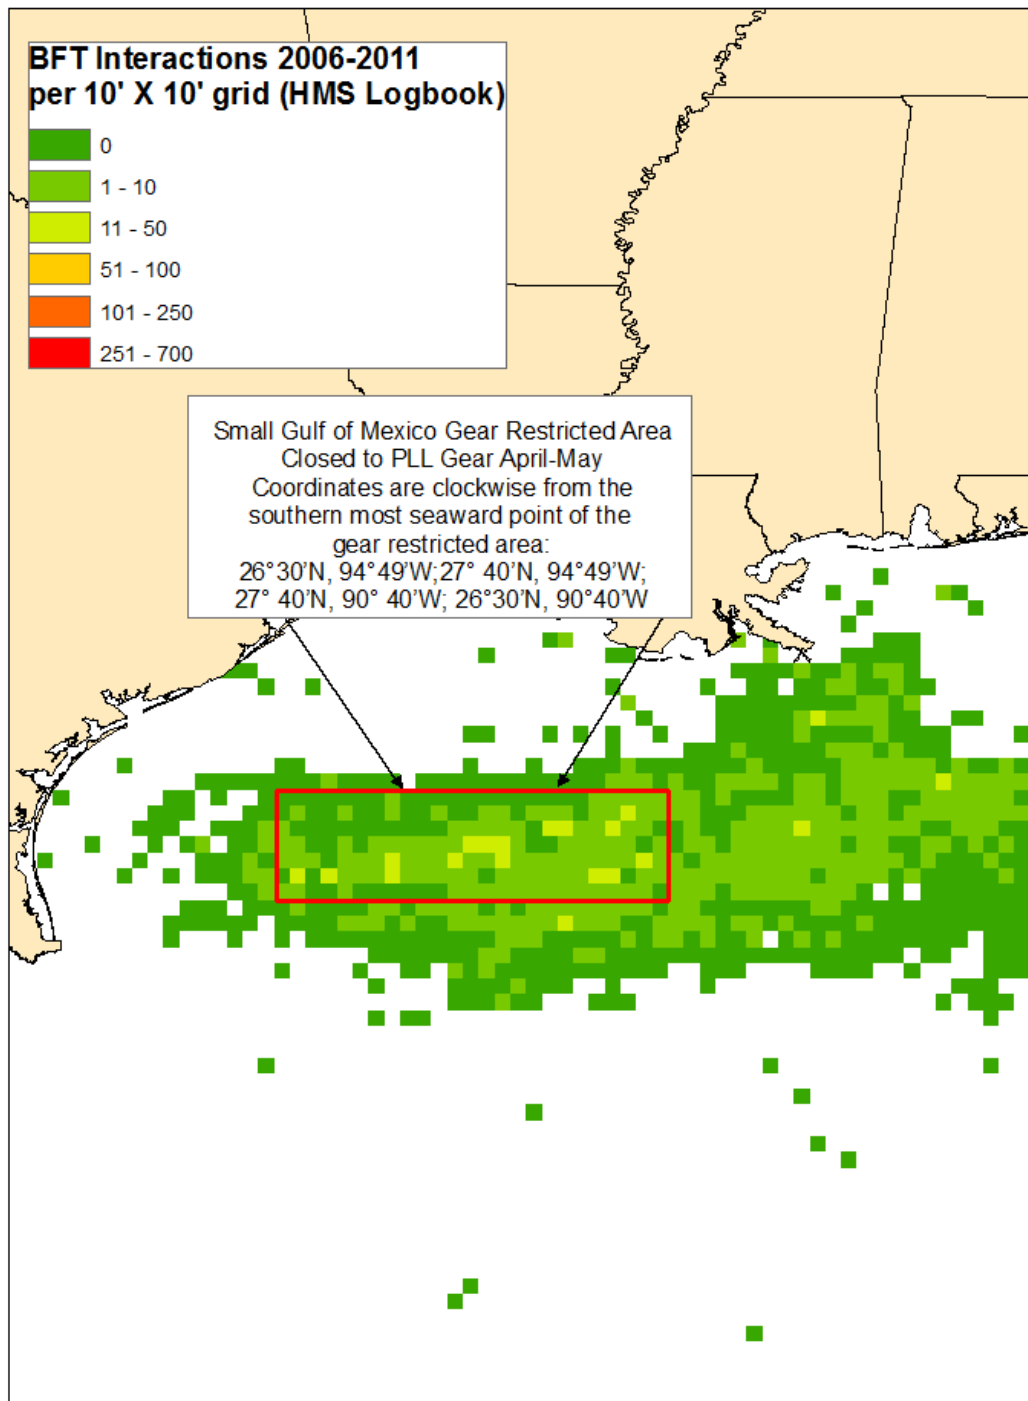 BFT Interactions 2006-2011
per 10' X 10' grid (HMS Logbook)
0
1 - 10
11 - 50
51 - 100
101 - 250
251 - 700
Small Gulf of Mexico Gear Restricted Area
Closed to PLL Gear April-May
Coordinates are clockwise from the
southern most seaward point of the
gear restricted area:
26°30’N, 94°49’W;27° 40’N, 94°49’W;
27° 40’N, 90° 40’W; 26°30’N, 90°40’W